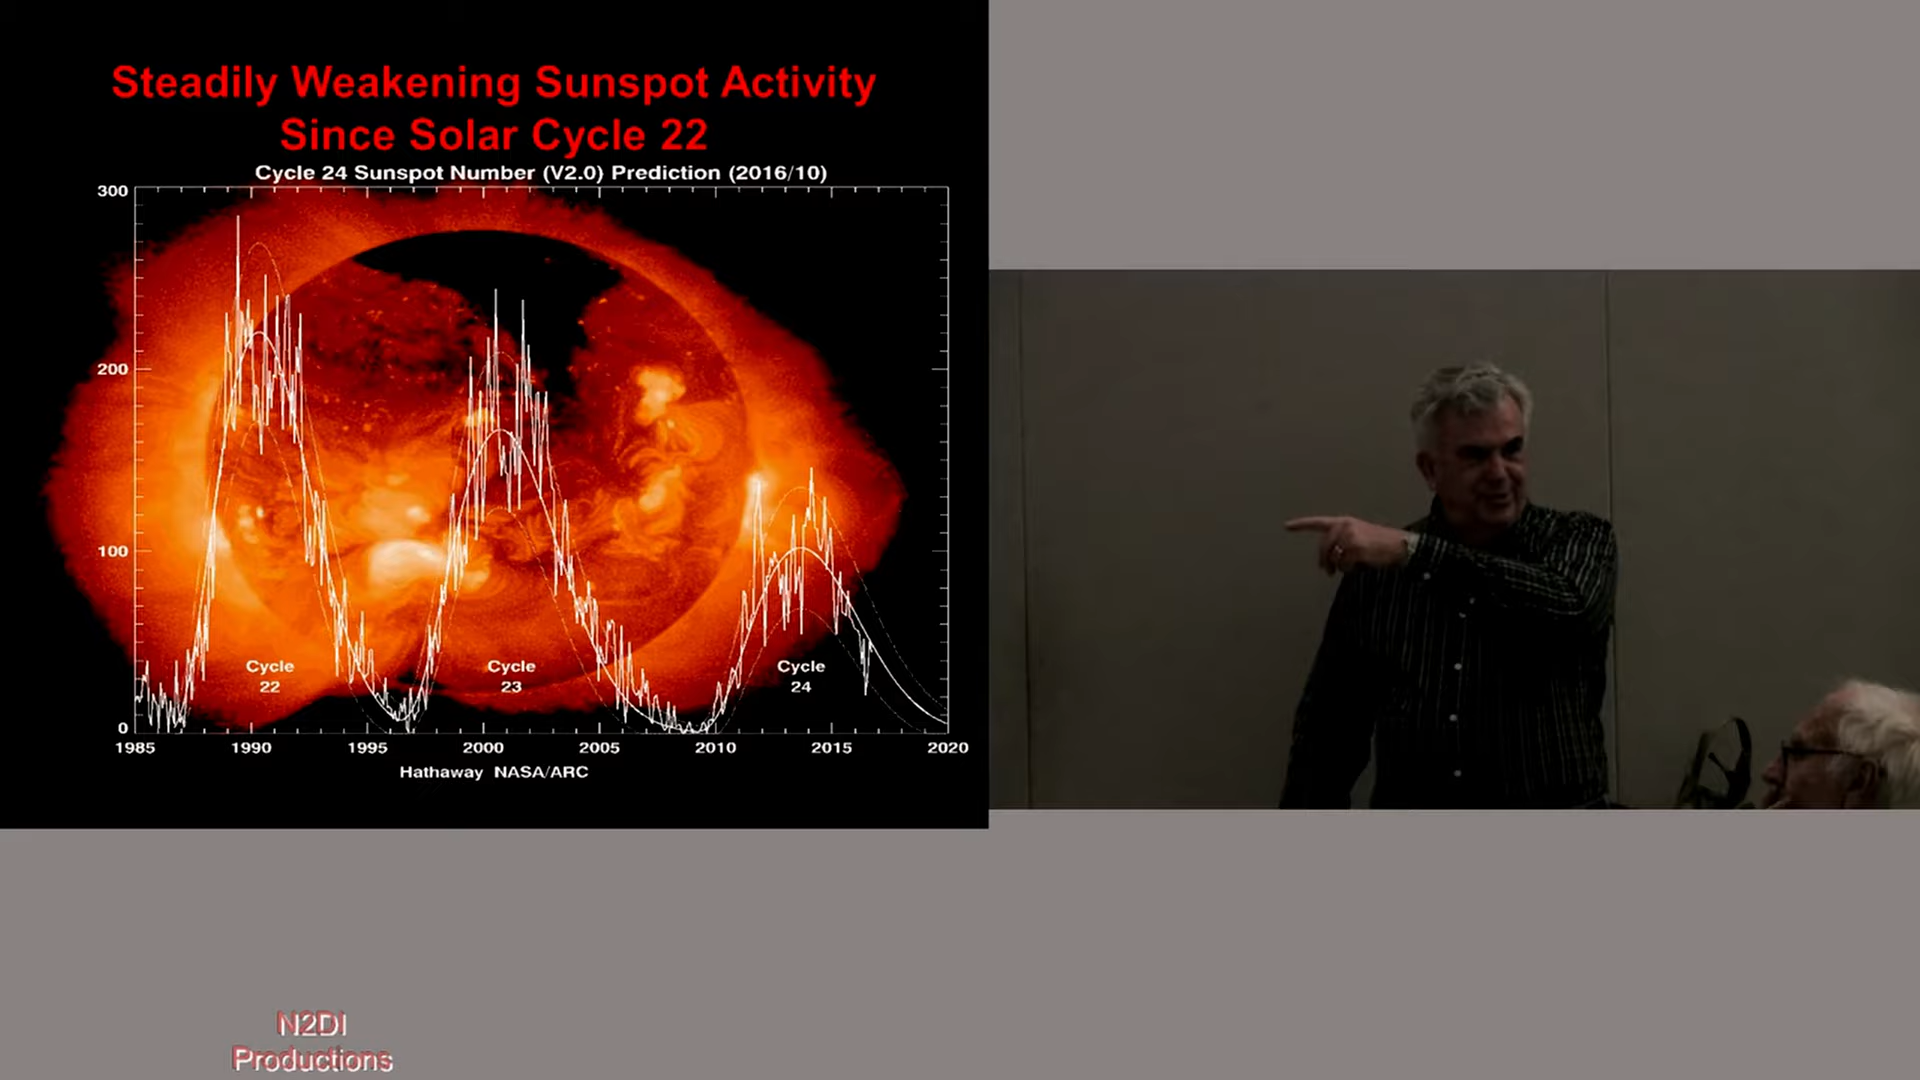 Steadily Weakening Sunspot Activity
Since Solar Cycle 22
Cycle 24 Sunspot Number (V2.0) Prediction (2016/10)
300
200
100
0
Cycle
22
Cycle
23
Cycle
24
1985 1990 1995 2000 2005 2010 2015 2020
Hathaway NASA/ARC
N2DI
Productions